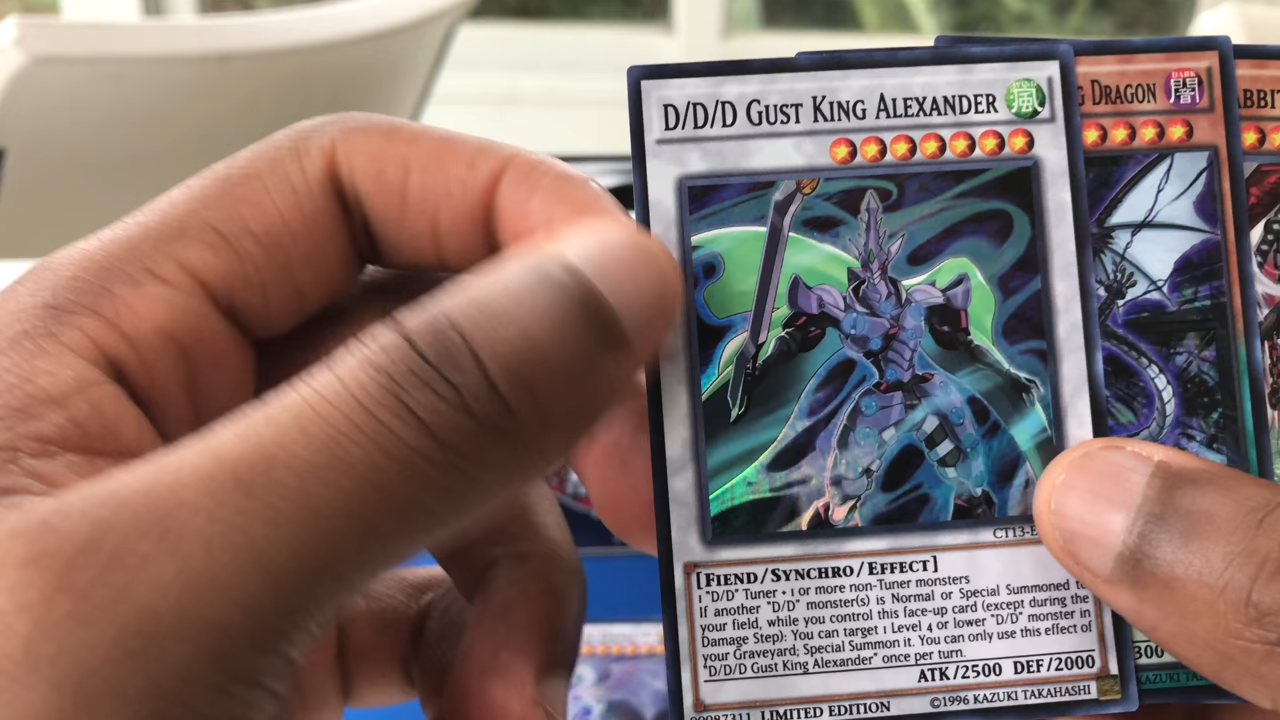 D/D/D GUST KING ALEXANDER
風
CT13-E
[FIEND/SYNCHRO/EFFECT]
1 "D/D" Tuner + 1 or more non-Tuner monsters
If another "D/D" monster(s) is Normal or Special Summoned to
your field, while you control this face-up card (except during the
Damage Step): You can target 1 Level 4 or lower "D/D" monster in
your Graveyard; Special Summon it. You can only use this effect of
"D/D/D Gust King Alexander" once per turn.
ATK/2500 DEF/2000
LIMITED EDITION
©1996 KAZUKI TAKAHASHI
DRAGON
DARK
闇
300
KAZUKI